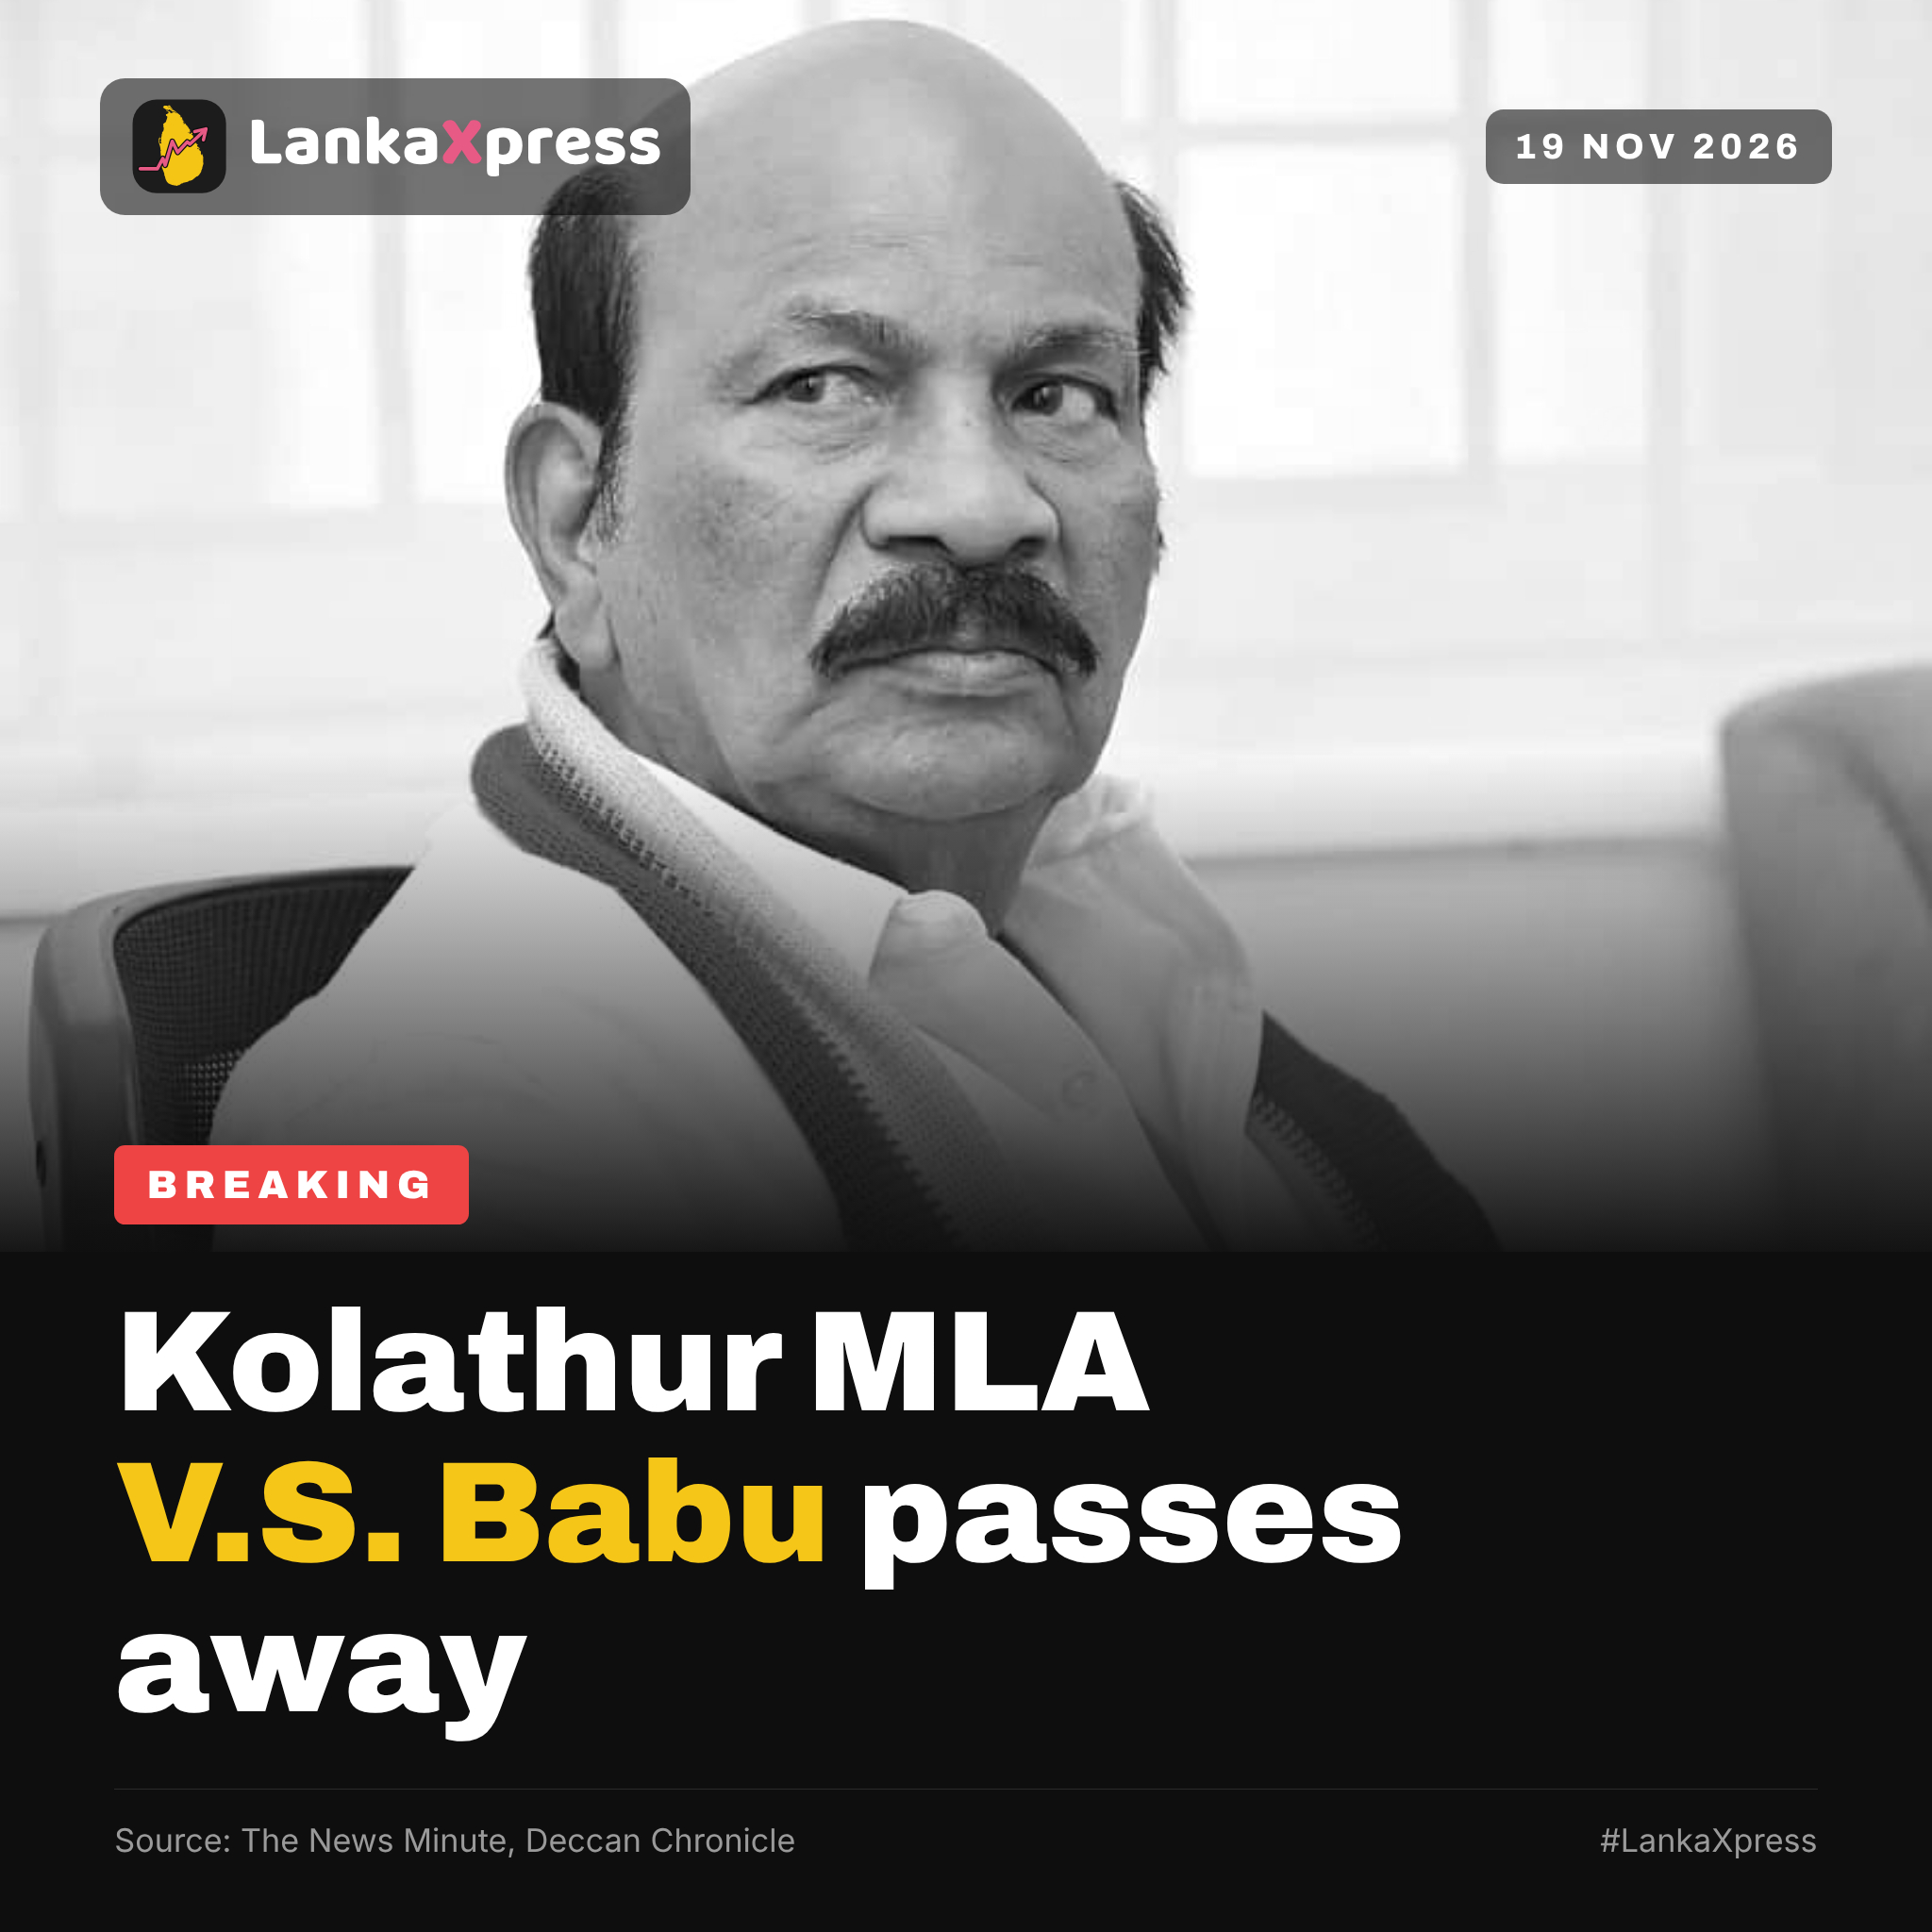 LankaXpress
19 NOV 2026
BREAKING
Kolathur MLA
V.S. Babu passes
away
Source: The News Minute, Deccan Chronicle
#LankaXpress